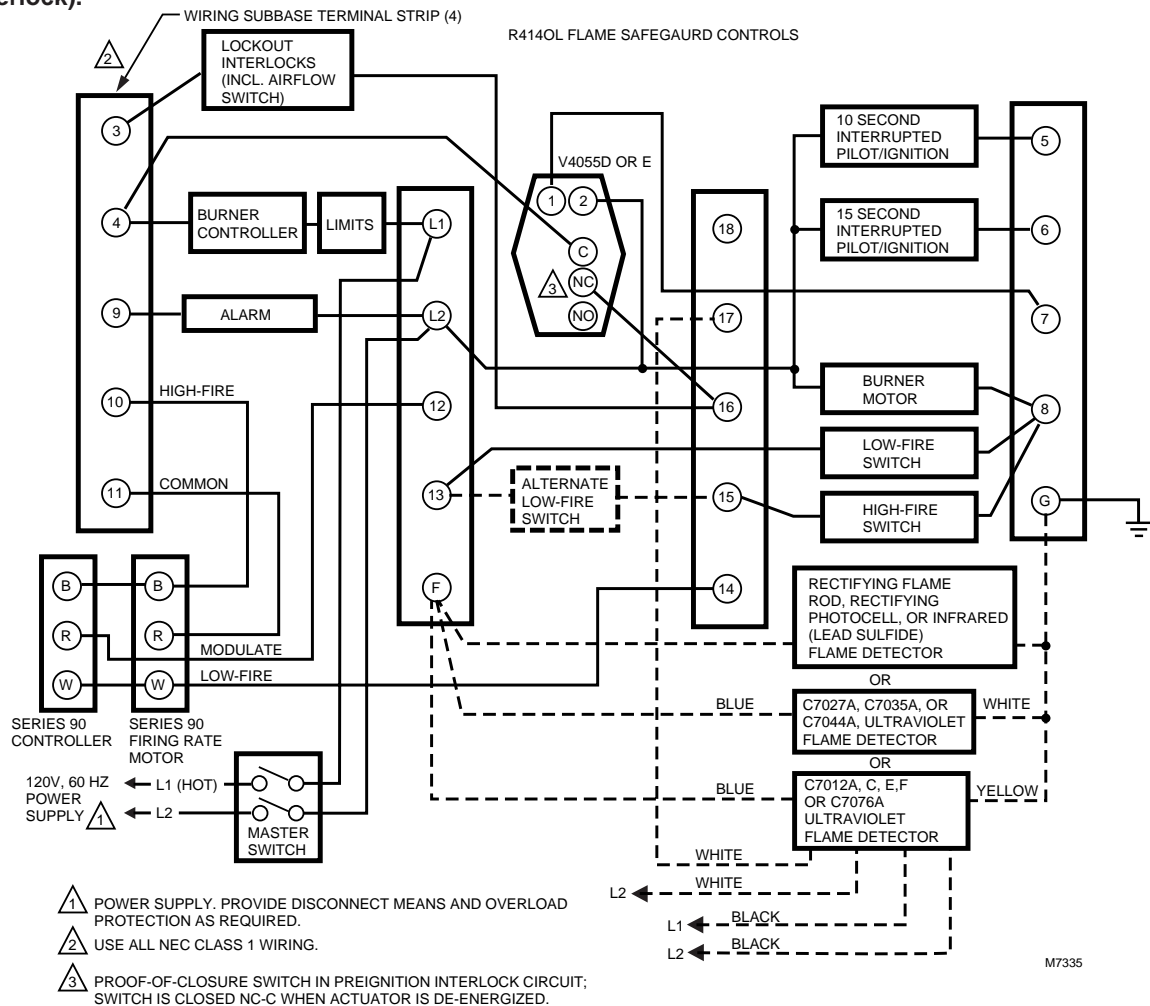 erlock).
WIRING SUBBASE TERMINAL STRIP (4)
R414OL FLAME SAFEGAURD CONTROLS
2
LOCKOUT
INTERLOCKS
(INCL. AIRFLOW
SWITCH)
3
4
9
10
11
BURNER
CONTROLLER
LIMITS
ALARM
HIGH-FIRE
COMMON
L1
L2
12
13
F
V4055D OR E
1
2
C
NC
NO
3
18
17
16
15
14
ALTERNATE
LOW-FIRE
SWITCH
10 SECOND
INTERRUPTED
PILOT/IGNITION
15 SECOND
INTERRUPTED
PILOT/IGNITION
BURNER
MOTOR
LOW-FIRE
SWITCH
HIGH-FIRE
SWITCH
5
6
7
8
G
B
R
W
B
R
W
MODULATE
LOW-FIRE
SERIES 90
CONTROLLER
SERIES 90
FIRING RATE
MOTOR
RECTIFYING FLAME
ROD, RECTIFYING
PHOTOCELL, OR INFRARED
(LEAD SULFIDE)
FLAME DETECTOR
OR
BLUE
C7027A, C7035A, OR
C7044A, ULTRAVIOLET
FLAME DETECTOR
WHITE
OR
BLUE
C7012A, C, E,F
OR C7076A
ULTRAVIOLET
FLAME DETECTOR
YELLOW
120V, 60 HZ
POWER
SUPPLY
1
L1 (HOT)
L2
MASTER
SWITCH
WHITE
L2
WHITE
L1
BLACK
L2
BLACK
1 POWER SUPPLY. PROVIDE DISCONNECT MEANS AND OVERLOAD
PROTECTION AS REQUIRED.
2 USE ALL NEC CLASS 1 WIRING.
3 PROOF-OF-CLOSURE SWITCH IN PREIGNITION INTERLOCK CIRCUIT;
SWITCH IS CLOSED NC-C WHEN ACTUATOR IS DE-ENERGIZED.
M7335